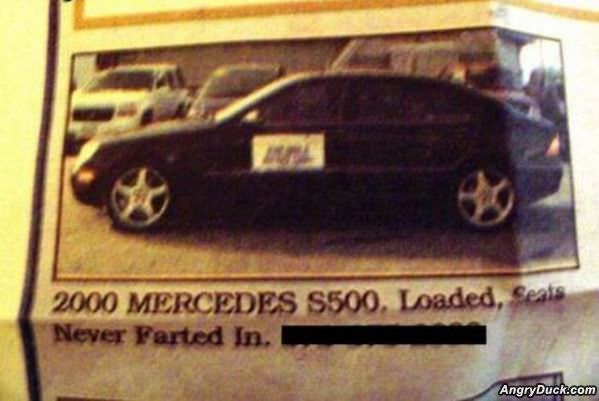 2000 MERCEDES S500. Loaded, Seats
Never Farted In.
AngryDuck.com